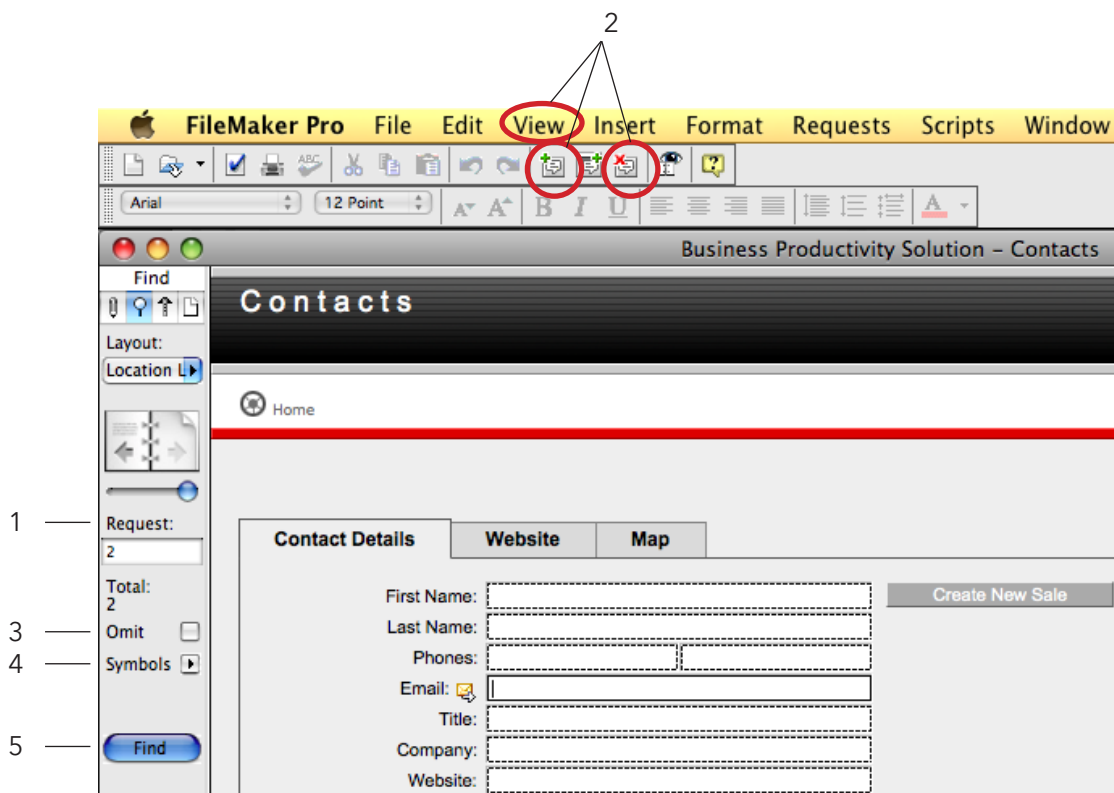 2
FileMaker Pro File Edit View Insert Format Requests Scripts Window
ABC
Arial 12 Point A A B I U A
Business Productivity Solution – Contacts
Find
Contacts
Layout:
Location L
Home
1 Request:
2
Contact Details Website Map
Total:
2
First Name: Create New Sale
3 Omit
Last Name:
4 Symbols
Phones:
Email:
Title:
5 Find
Company:
Website: